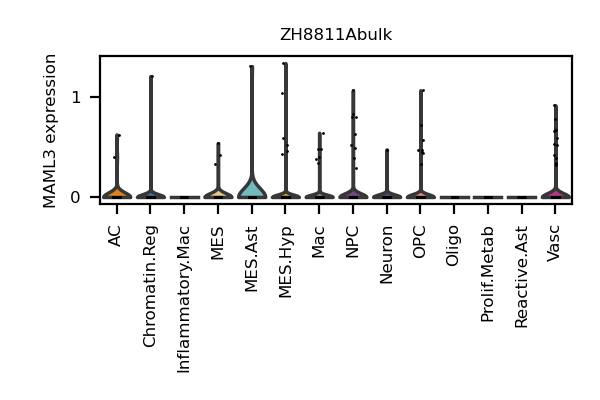 ZH8811Abulk
MAML3 expression
1
0
AC
Chromatin.Reg
Inflammatory.Mac
MES
MES.Ast
MES.Hyp
Mac
NPC
Neuron
OPC
Oligo
Prolif.Metab
Reactive.Ast
Vasc